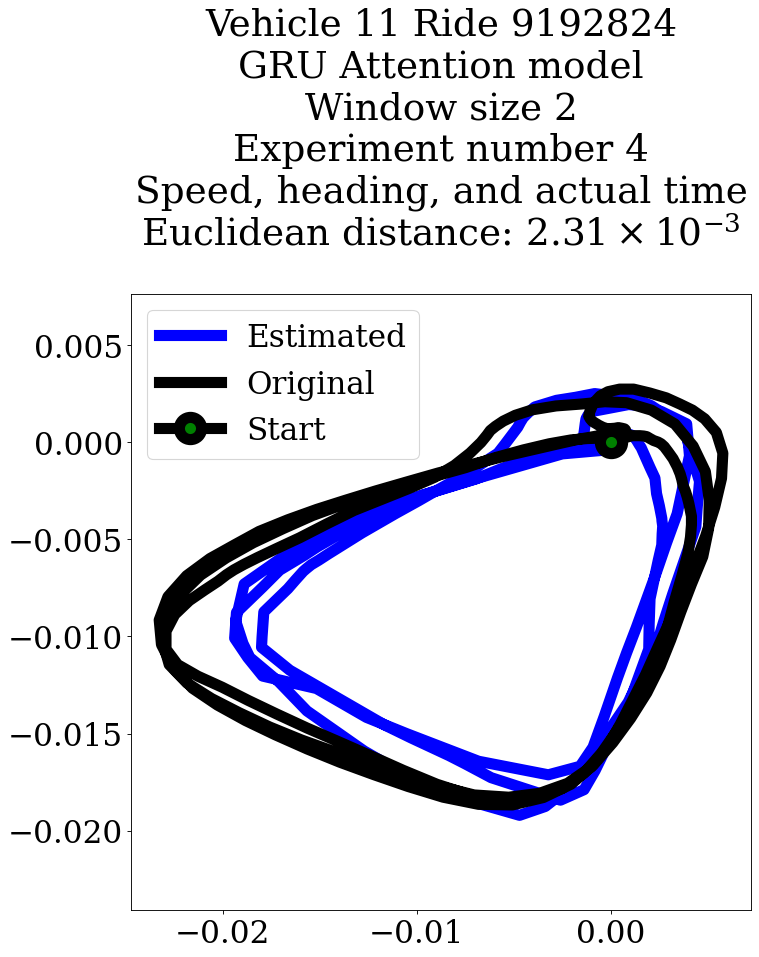 Vehicle 11 Ride 9192824
GRU Attention model
Window size 2
Experiment number 4
Speed, heading, and actual time
Euclidean distance: 2.31 × 10⁻³
Estimated
Original
Start
0.005
0.000
−0.005
−0.010
−0.015
−0.020
−0.02
−0.01
0.00